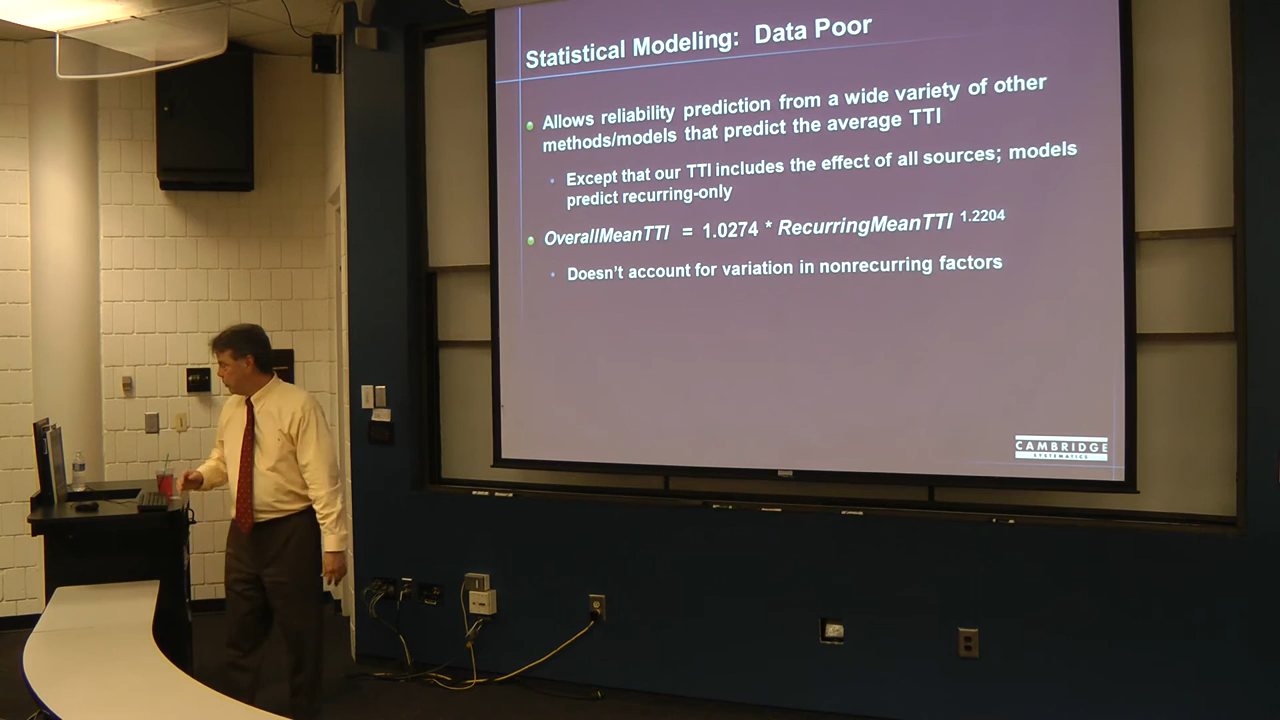 Statistical Modeling: Data Poor
Allows reliability prediction from a wide variety of other
methods/models that predict the average TTI
Except that our TTI includes the effect of all sources; models
predict recurring-only
OverallMeanTTI = 1.0274 * RecurringMeanTTI 1.2204
Doesn't account for variation in nonrecurring factors
CAMBRIDGE
SYSTEMATICS